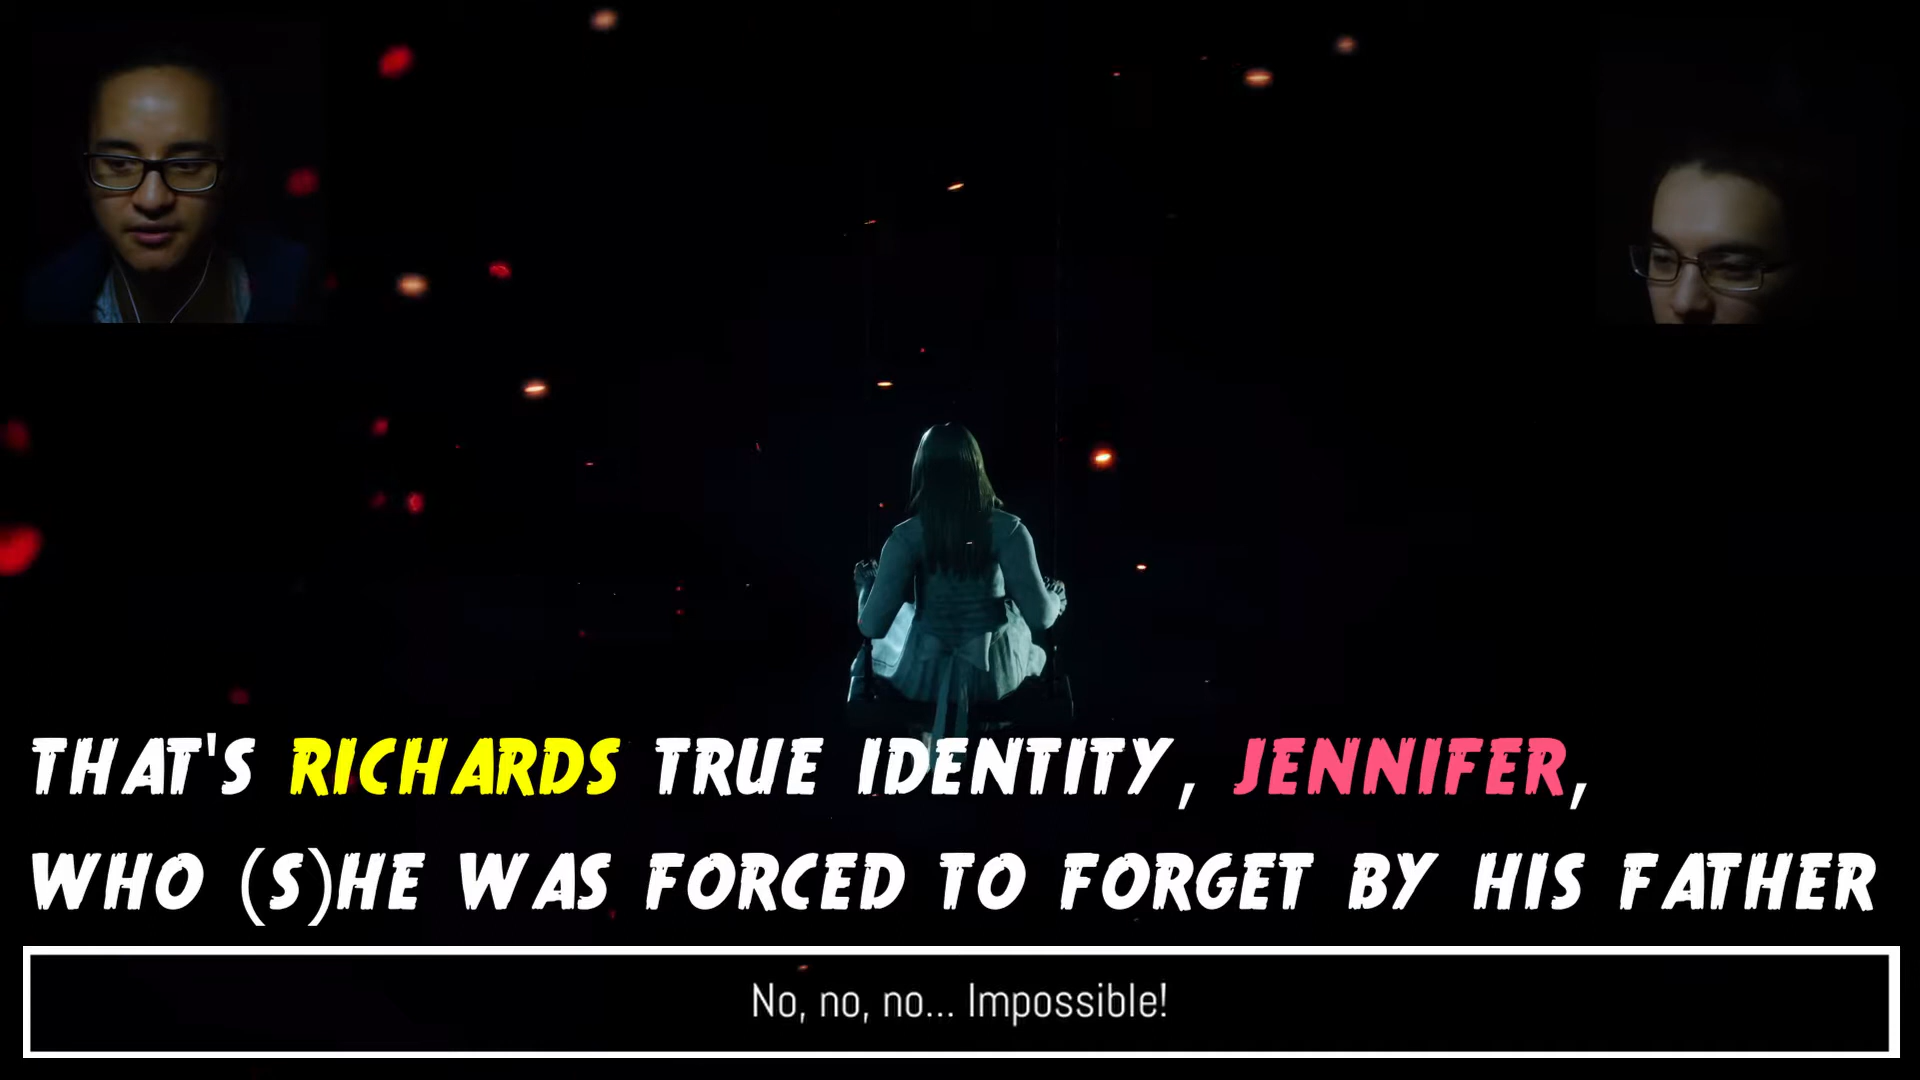 THAT'S RICHARDS TRUE IDENTITY, JENNIFER,
WHO (S)HE WAS FORCED TO FORGET BY HIS FATHER
No, no, no... Impossible!